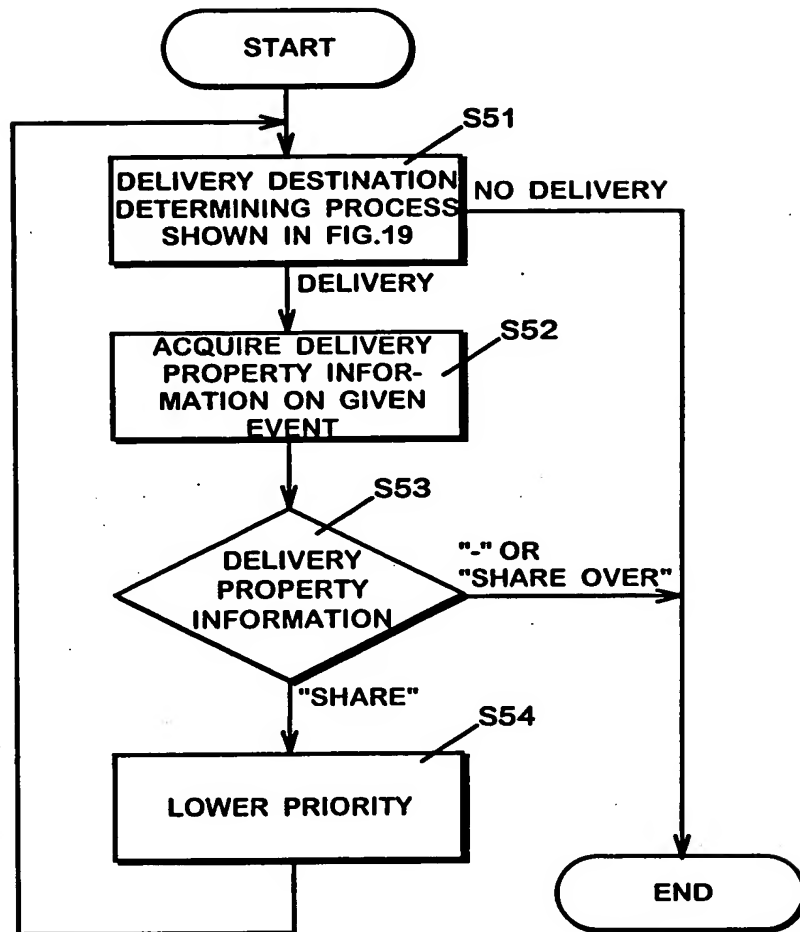 START
S51
DELIVERY DESTINATION
DETERMINING PROCESS
SHOWN IN FIG.19
NO DELIVERY
DELIVERY
S52
ACQUIRE DELIVERY
PROPERTY INFOR-
MATION ON GIVEN
EVENT
S53
DELIVERY
PROPERTY
INFORMATION
"-" OR
"SHARE OVER"
"SHARE"
S54
LOWER PRIORITY
END